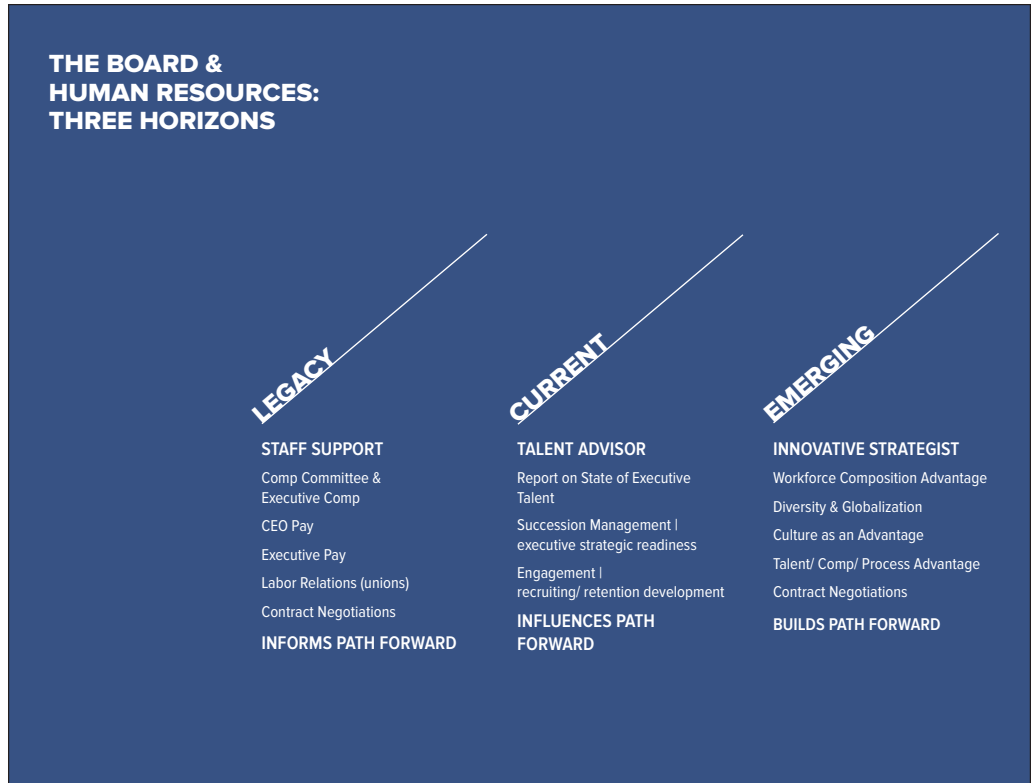 THE BOARD &
HUMAN RESOURCES:
THREE HORIZONS
LEGACY
STAFF SUPPORT
Comp Committee &
Executive Comp
CEO Pay
Executive Pay
Labor Relations (unions)
Contract Negotiations
INFORMS PATH FORWARD
CURRENT
TALENT ADVISOR
Report on State of Executive
Talent
Succession Management |
executive strategic readiness
Engagement |
recruiting/ retention development
INFLUENCES PATH
FORWARD
EMERGING
INNOVATIVE STRATEGIST
Workforce Composition Advantage
Diversity & Globalization
Culture as an Advantage
Talent/ Comp/ Process Advantage
Contract Negotiations
BUILDS PATH FORWARD